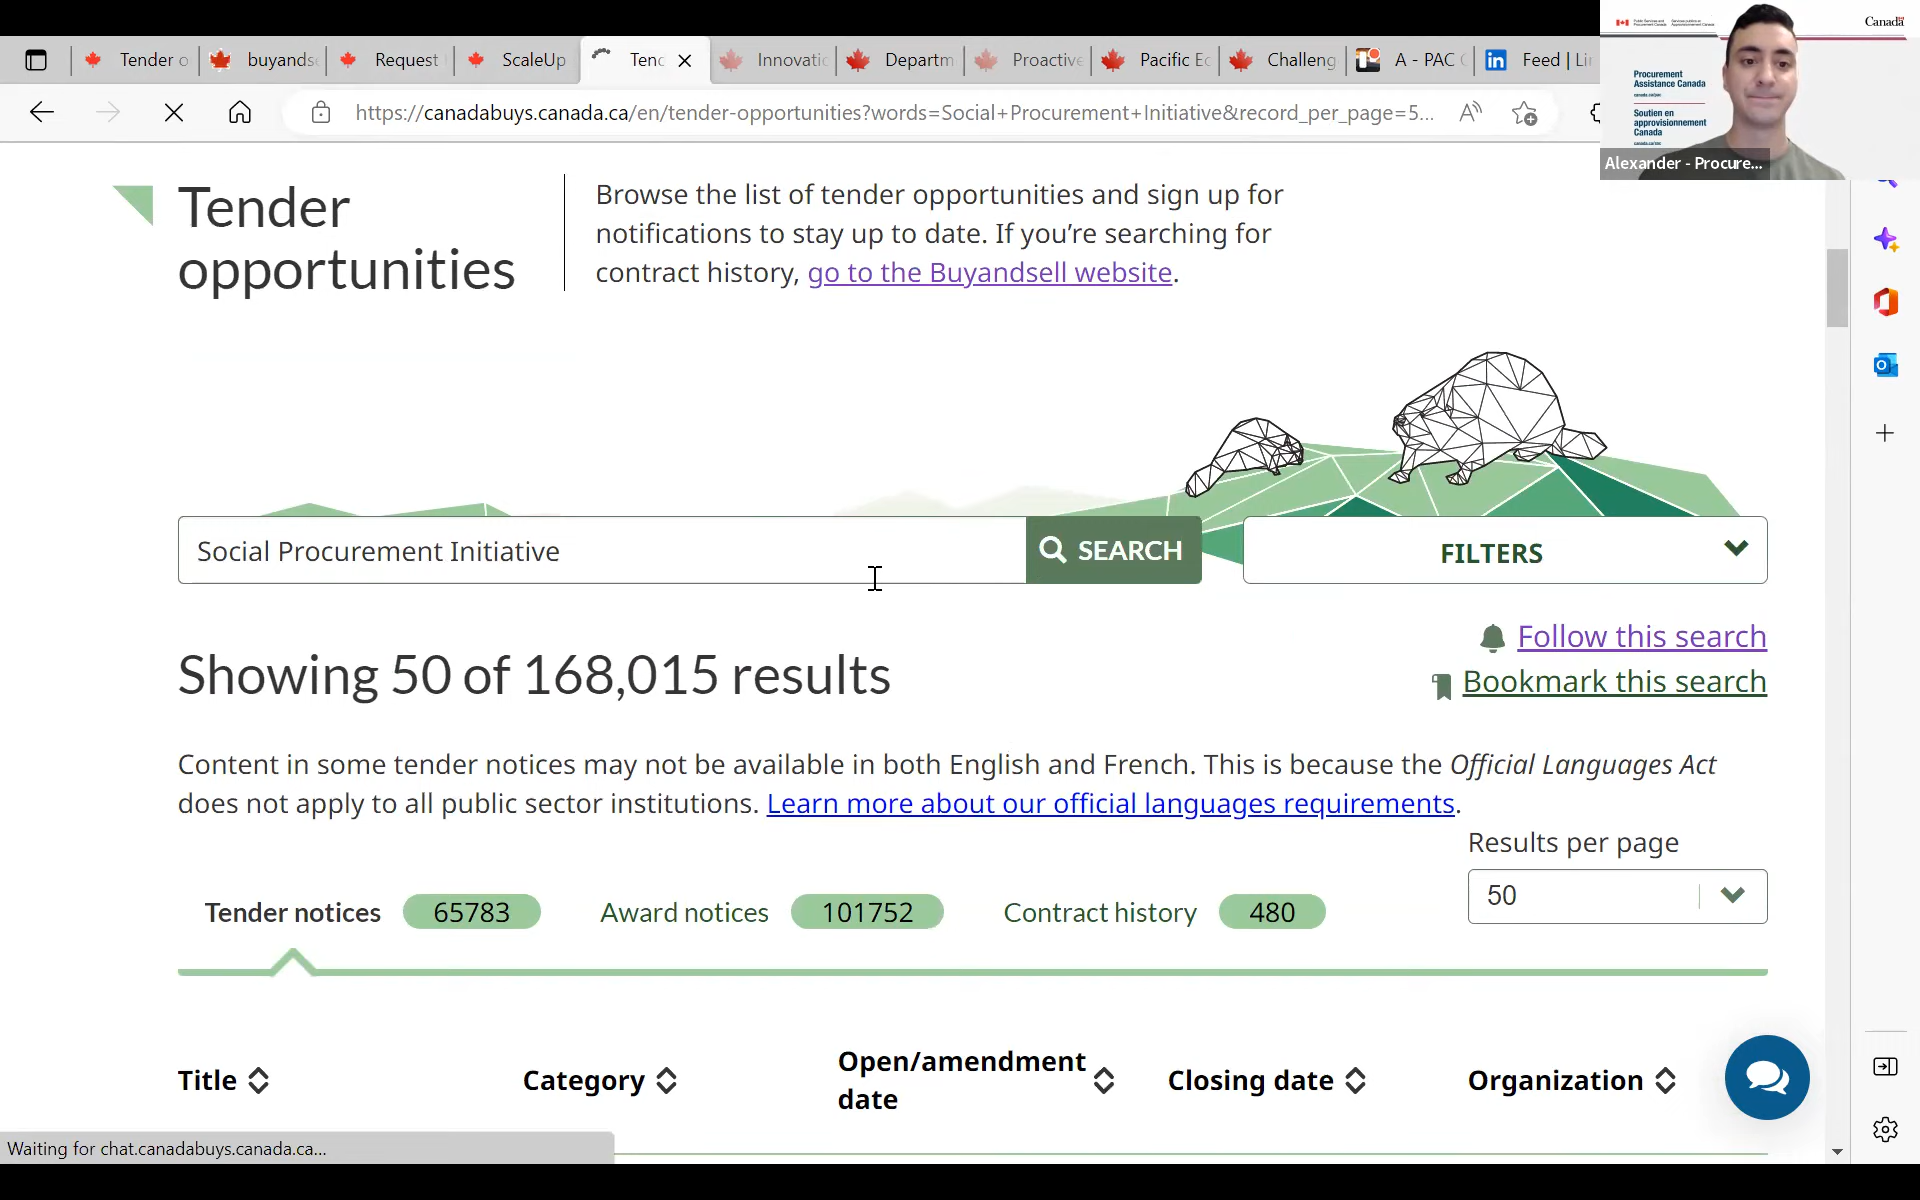 Tender o
buyandse
Request
ScaleUp
Tenc
Innovatic
Departm
Proactive
Pacific Ec
Challeng
A - PAC C
Feed | Li
https://canadabuys.canada.ca/en/tender-opportunities?words=Social+Procurement+Initiative&record_per_page=5...
Canada
Procurement
Assistance Canada
Soutien en
approvisionnement
Canada
Alexander - Procure...
Tender
opportunities
Browse the list of tender opportunities and sign up for
notifications to stay up to date. If you’re searching for
contract history, go to the Buyandsell website.
Social Procurement Initiative
SEARCH
FILTERS
Follow this search
Bookmark this search
Showing 50 of 168,015 results
Content in some tender notices may not be available in both English and French. This is because the Official Languages Act
does not apply to all public sector institutions. Learn more about our official languages requirements.
Results per page
50
Tender notices 65783
Award notices 101752
Contract history 480
Title
Category
Open/amendment
date
Closing date
Organization
Waiting for chat.canadabuys.canada.ca...